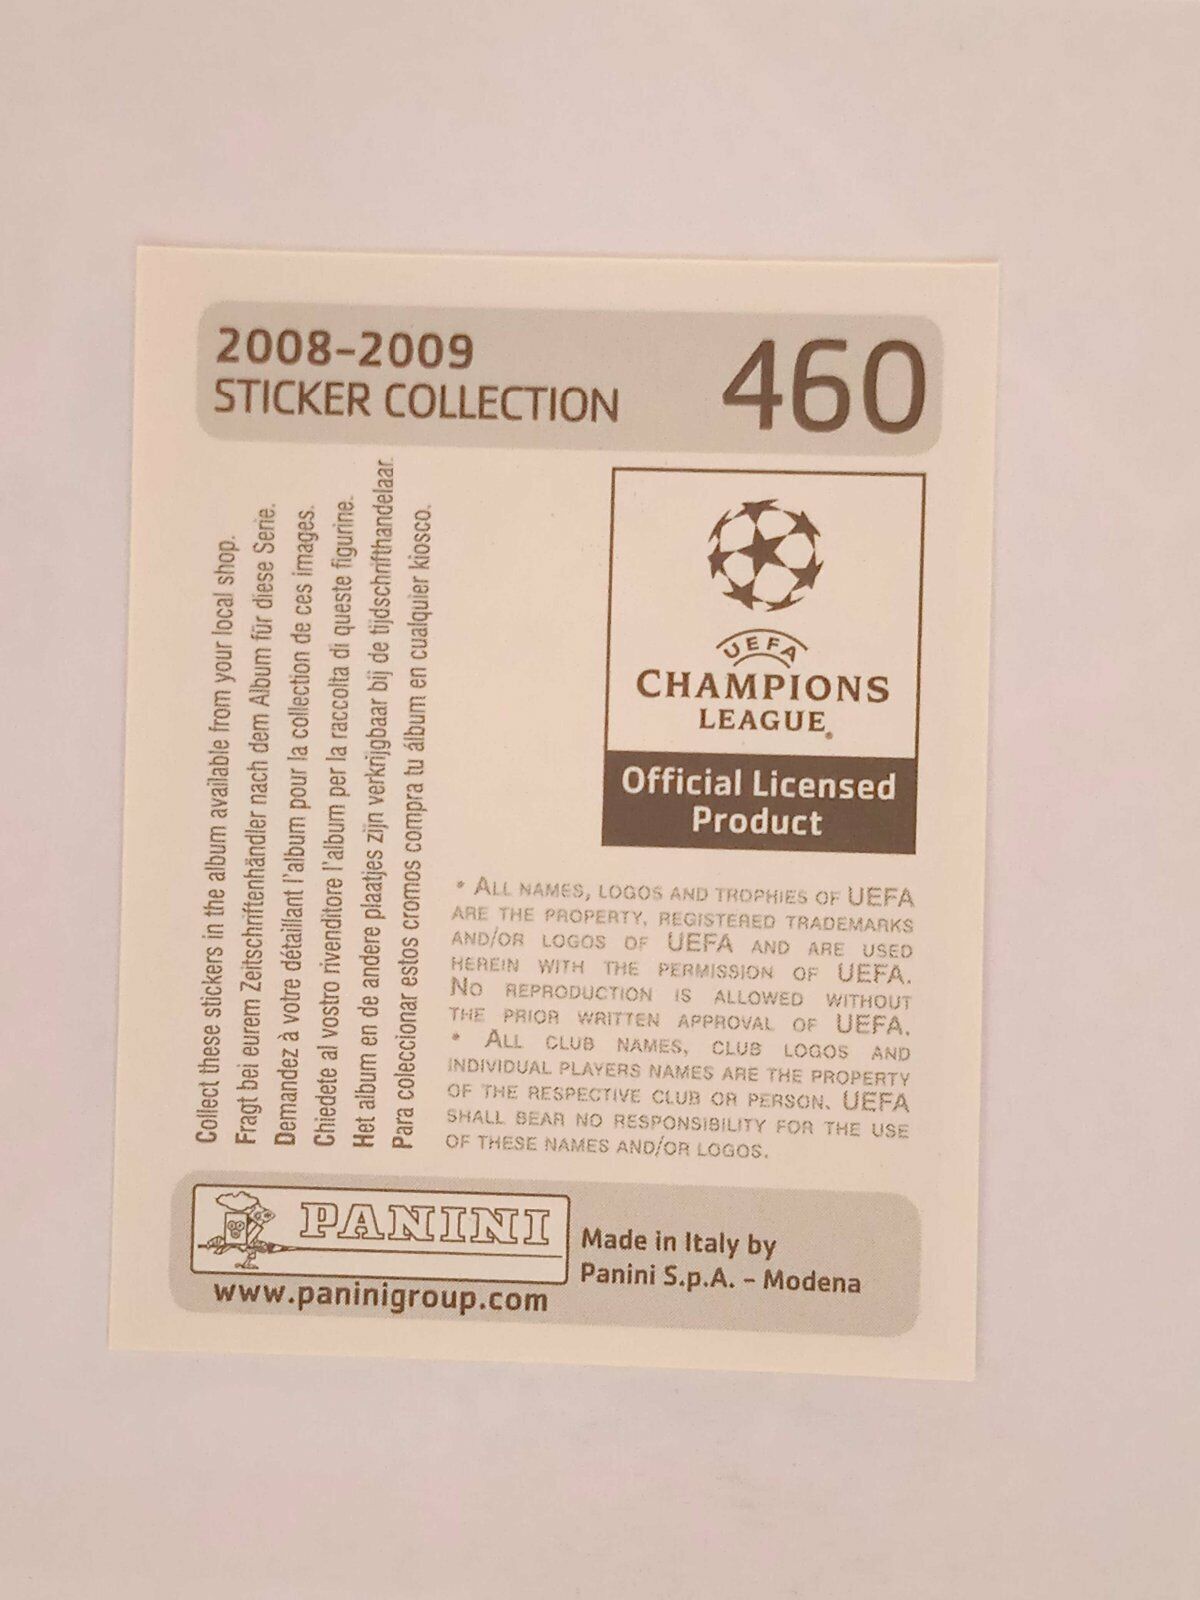 2008-2009
STICKER COLLECTION
460
Collect these stickers in the album available from your local shop.
Fragt bei eurem Zeitschriftenhändler nach dem Album für diese Serie.
Demandez à votre détaillant l'album pour la collection de ces images.
Chiedete al vostro rivenditore l'album per la raccolta di queste figurine.
Het album en de andere plaatjes zijn verkrijgbaar bij de tijdschrifthandelaar.
Para coleccionar estos cromos compra tu álbum en cualquier kiosco.
UEFA
CHAMPIONS
LEAGUE®
Official Licensed
Product
* ALL NAMES, LOGOS AND TROPHIES OF UEFA
ARE THE PROPERTY, REGISTERED TRADEMARKS
AND/OR LOGOS OF UEFA AND ARE USED
HEREIN WITH THE PERMISSION OF UEFA.
NO REPRODUCTION IS ALLOWED WITHOUT
THE PRIOR WRITTEN APPROVAL OF UEFA.
* ALL CLUB NAMES, CLUB LOGOS AND
INDIVIDUAL PLAYERS NAMES ARE THE PROPERTY
OF THE RESPECTIVE CLUB OR PERSON. UEFA
SHALL BEAR NO RESPONSIBILITY FOR THE USE
OF THESE NAMES AND/OR LOGOS.
PANINI
www.paninigroup.com
Made in Italy by
Panini S.p.A. - Modena